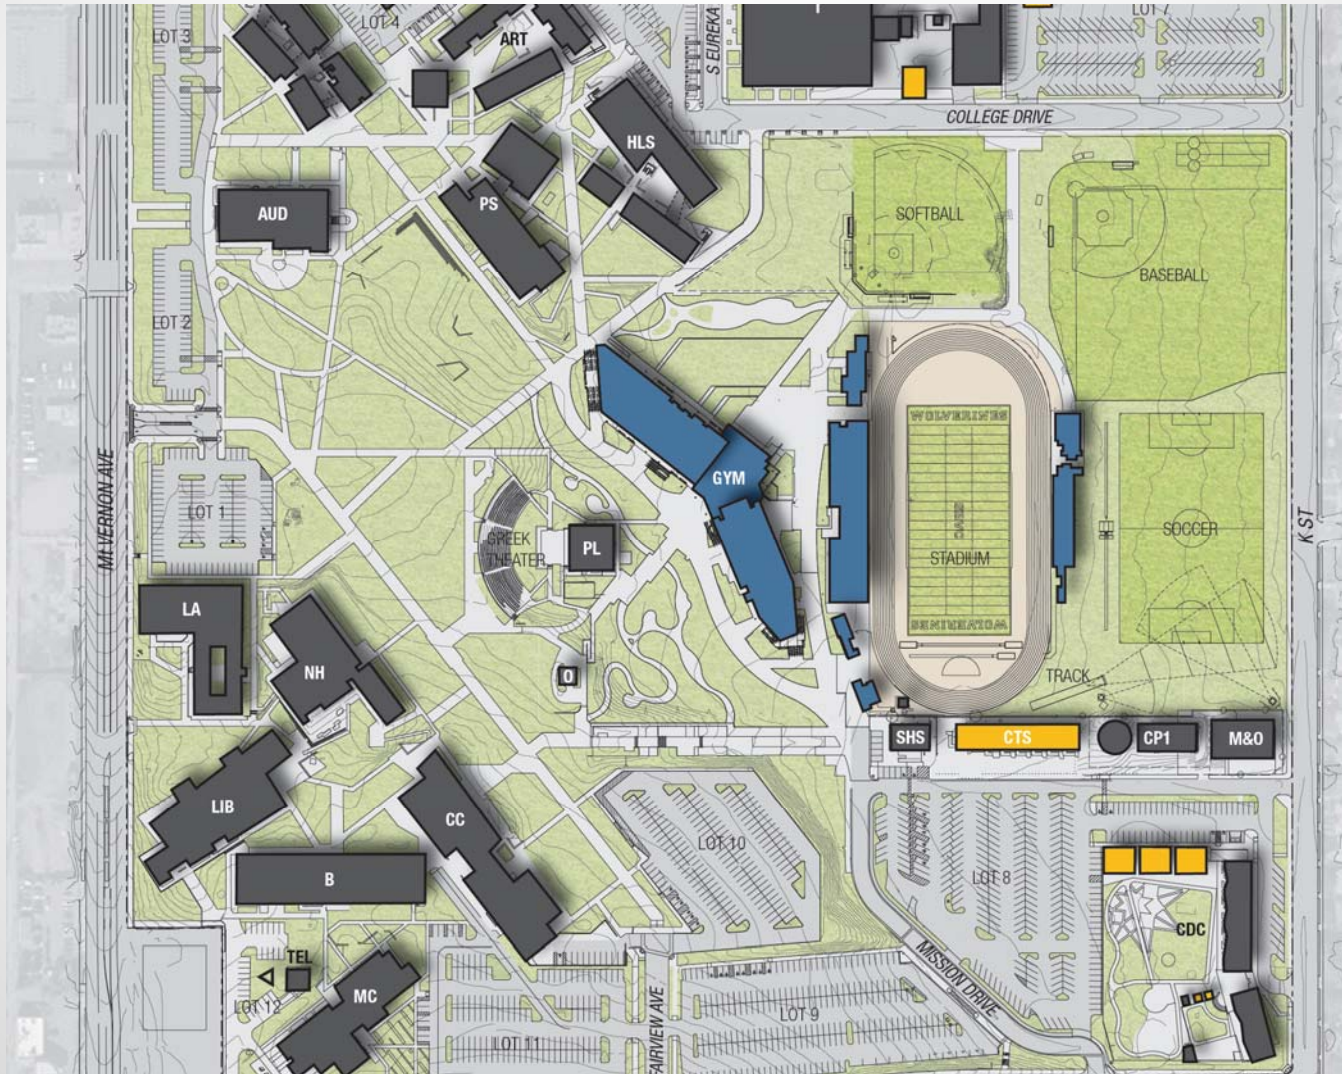 LOT 4
LOT 3
ART
S EUREKA
LOT 7
COLLEGE DRIVE
HLS
AUD
PS
SOFTBALL
BASEBALL
LOT 2
WOLVERINES
GYM
MT VERNON AVE
LOT 1
GREEK
THEATER
PL
STADIUM
SOCCER
K ST
LA
WOLVERINES
NH
O
TRACK
SHS
CTS
CP1
M&O
LIB
CC
LOT 10
LOT 8
B
CDC
TEL
MC
LOT 12
MISSION DRIVE
FAIRVIEW AVE
LOT 9
LOT 11